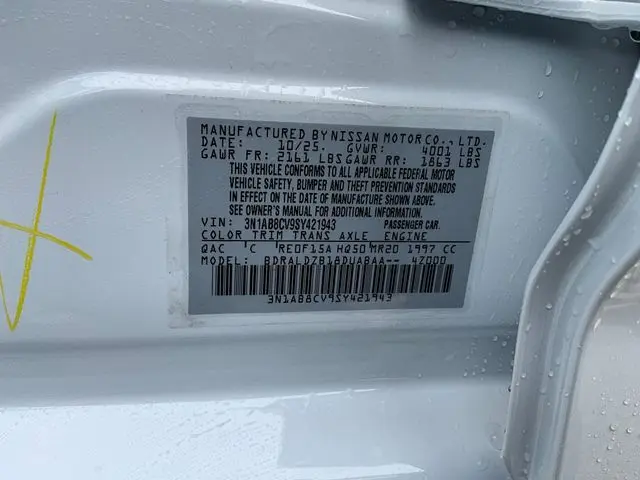 MANUFACTURED BY NISSAN MOTOR CO., LTD.
DATE: 10/25. GVWR: 4001 LBS
GAWR FR: 2161 LBS GAWR RR: 1863 LBS
THIS VEHICLE CONFORMS TO ALL APPLICABLE FEDERAL MOTOR
VEHICLE SAFETY, BUMPER AND THEFT PREVENTION STANDARDS
IN EFFECT ON THE DATE OF MANUFACTURE SHOWN ABOVE.
SEE OWNER'S MANUAL FOR ADDITIONAL INFORMATION.
VIN: 3N1AB8CV9SY421943 PASSENGER CAR.
COLOR TRIM TRANS AXLE ENGINE
QAC C RE0F15A HQ50 MR20 1997 CC
MODEL: BDRALDZB18DUABAA-- 4Z000
3N1AB8CV9SY421943